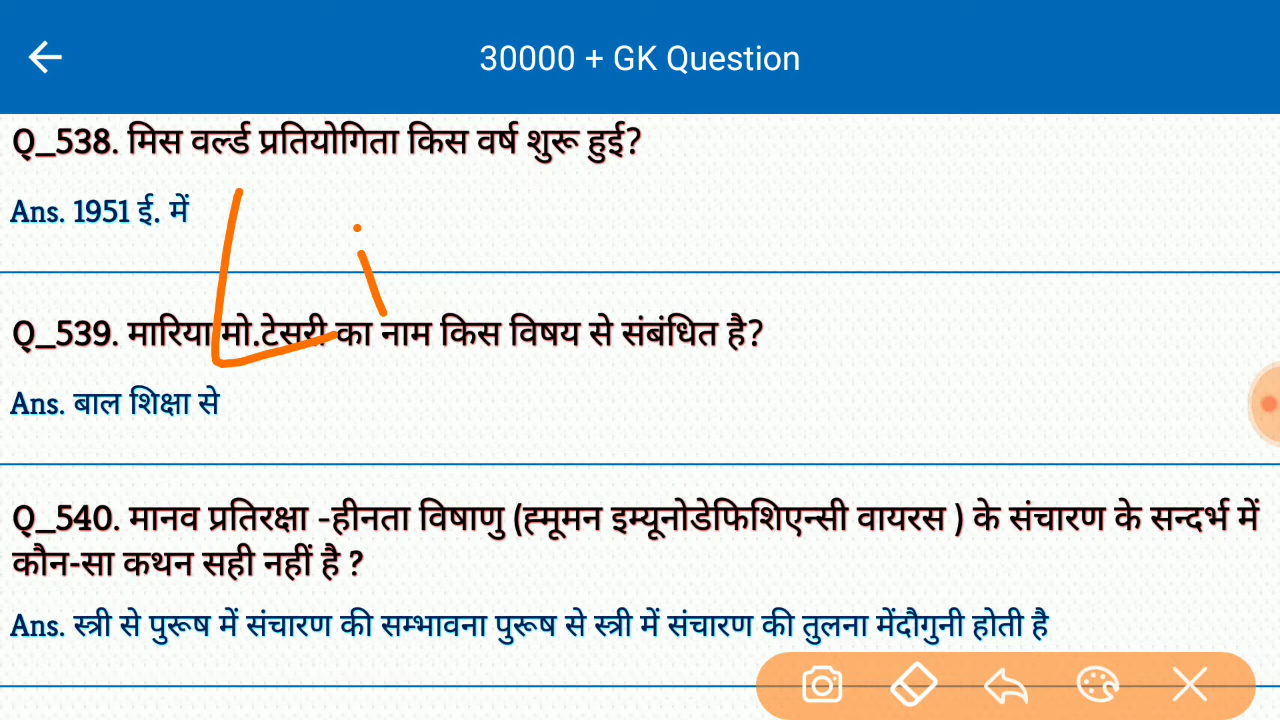 30000 + GK Question
Q_538. मिस वर्ल्ड प्रतियोगिता किस वर्ष शुरू हुई?
Ans. 1951 ई. में
Q_539. मारिया मो.टेसरी का नाम किस विषय से संबंधित है?
Ans. बाल शिक्षा से
Q_540. मानव प्रतिरक्षा -हीनता विषाणु (ह्मूमन इम्यूनोडेफिशिएन्सी वायरस ) के संचारण के सन्दर्भ में
कौन-सा कथन सही नहीं है ?
Ans. स्त्री से पुरूष में संचारण की सम्भावना पुरूष से स्त्री में संचारण की तुलना मेंदौगुनी होती है